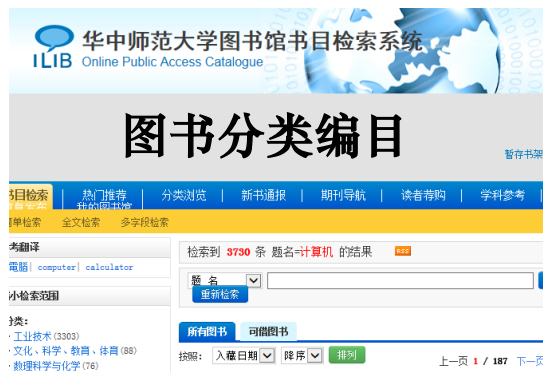 华中师范大学图书馆书目检索系统
ILIB Online Public Access Catalogue
图书分类编目
暂存书架
书目检索 | 热门推荐 | 分类浏览 | 新书通报 | 期刊导航 | 读者荐购 | 学科参考 |
我的图书馆
简单检索 全文检索 多字段检索
参考翻译
電腦| computer| calculator
缩小检索范围
分类:
·工业技术(3303)
·文化、科学、教育、体育(88)
·数理科学与化学(76)
检索到 3730 条 题名=计算机 的结果 RSS
题 名
重新检索
所有图书 可借图书
按照: 入藏日期 降序 排列
上一页 1 / 187 下一页